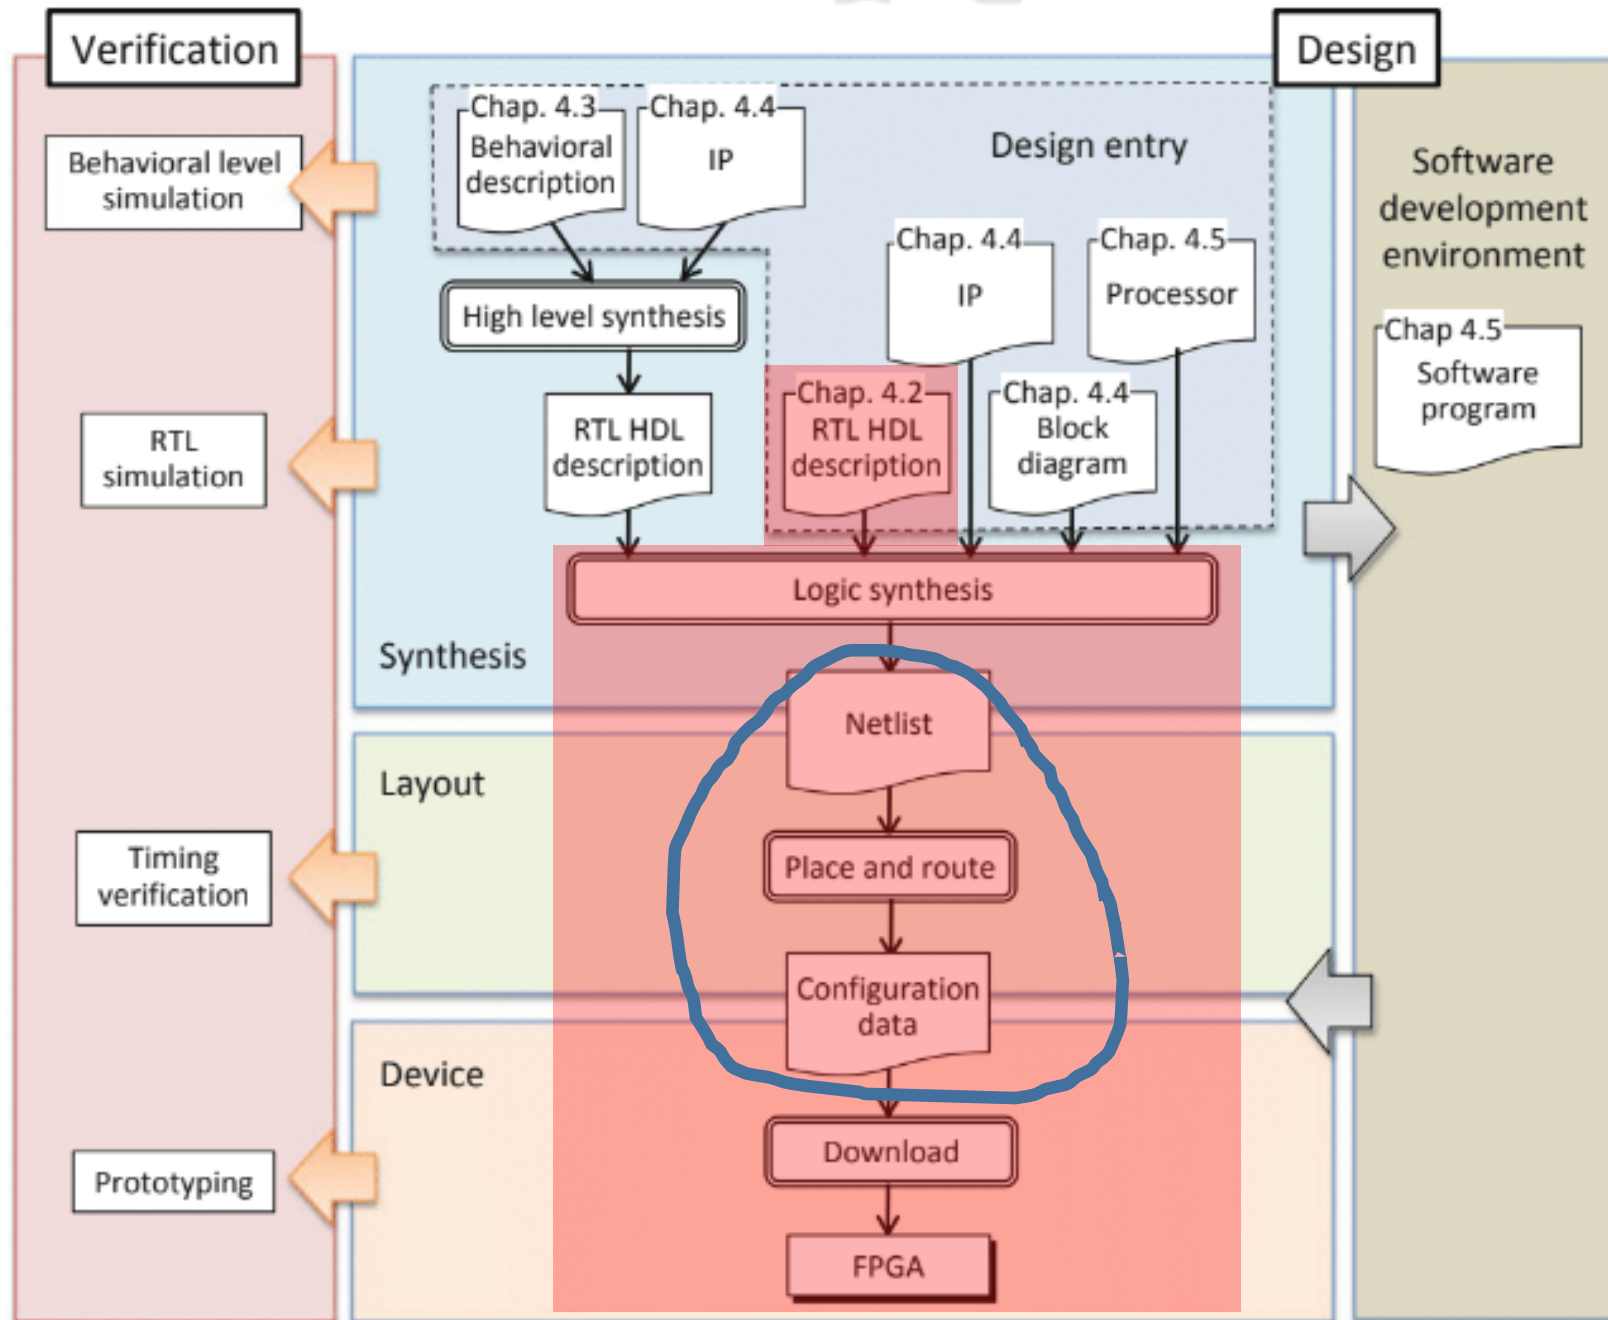 Verification
Design
Behavioral level
simulation
RTL
simulation
Timing
verification
Prototyping
Chap. 4.3
Behavioral
description
Chap. 4.4
IP
Design entry
High level synthesis
RTL HDL
description
Chap. 4.4
IP
Chap. 4.5
Processor
Chap. 4.2
RTL HDL
description
Chap. 4.4
Block
diagram
Logic synthesis
Synthesis
Netlist
Layout
Place and route
Configuration
data
Device
Download
FPGA
Software
development
environment
Chap 4.5
Software
program